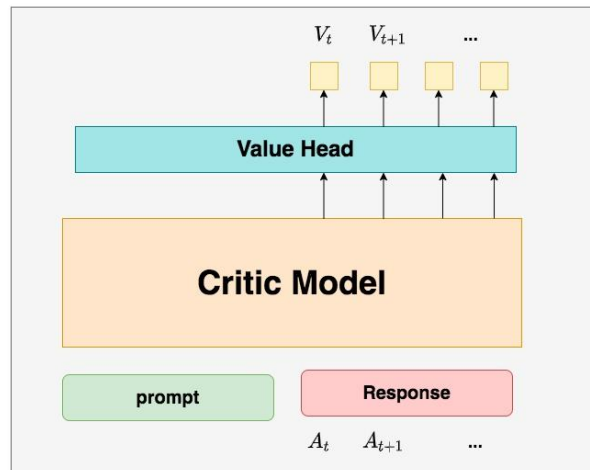 V_t V_{t+1} ...
Value Head
Critic Model
prompt Response
A_t A_{t+1} ...